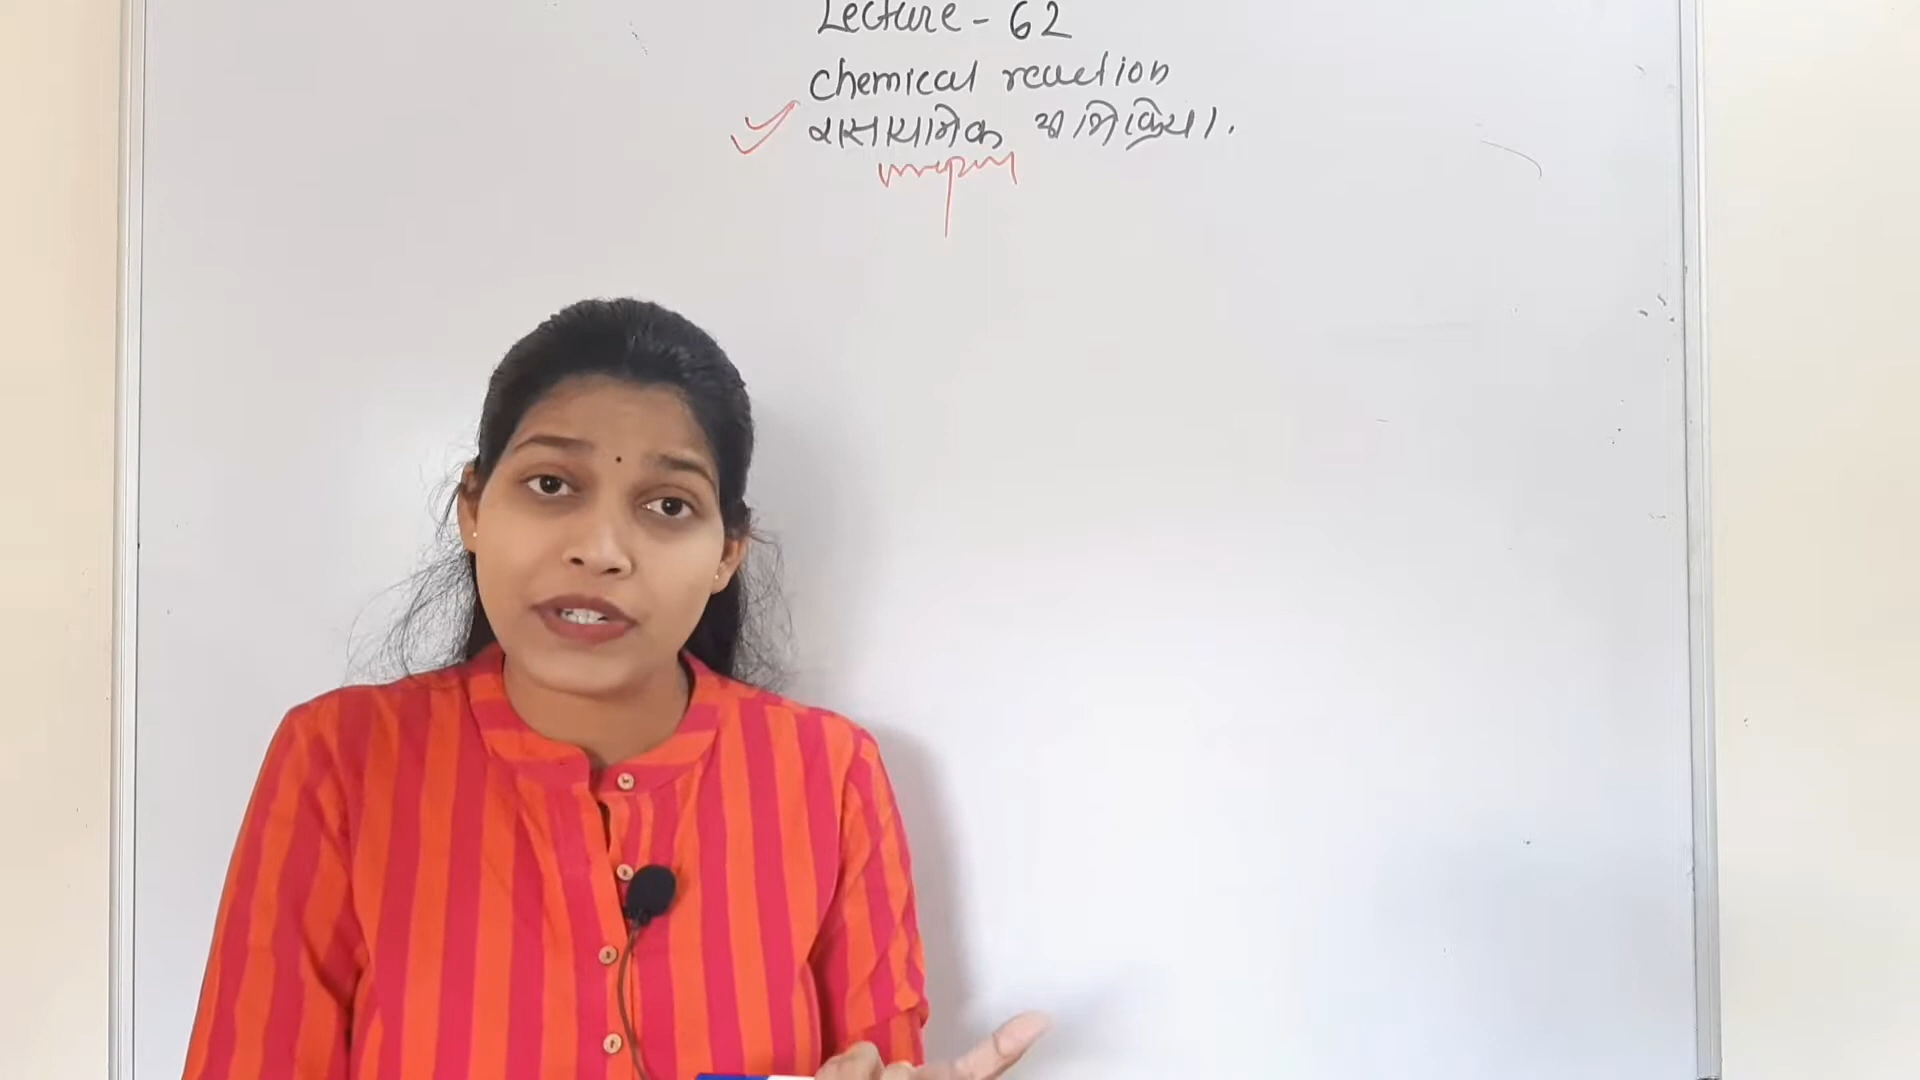 Lecture - 62
Chemical reaction
रासायनिक अभिक्रिया.